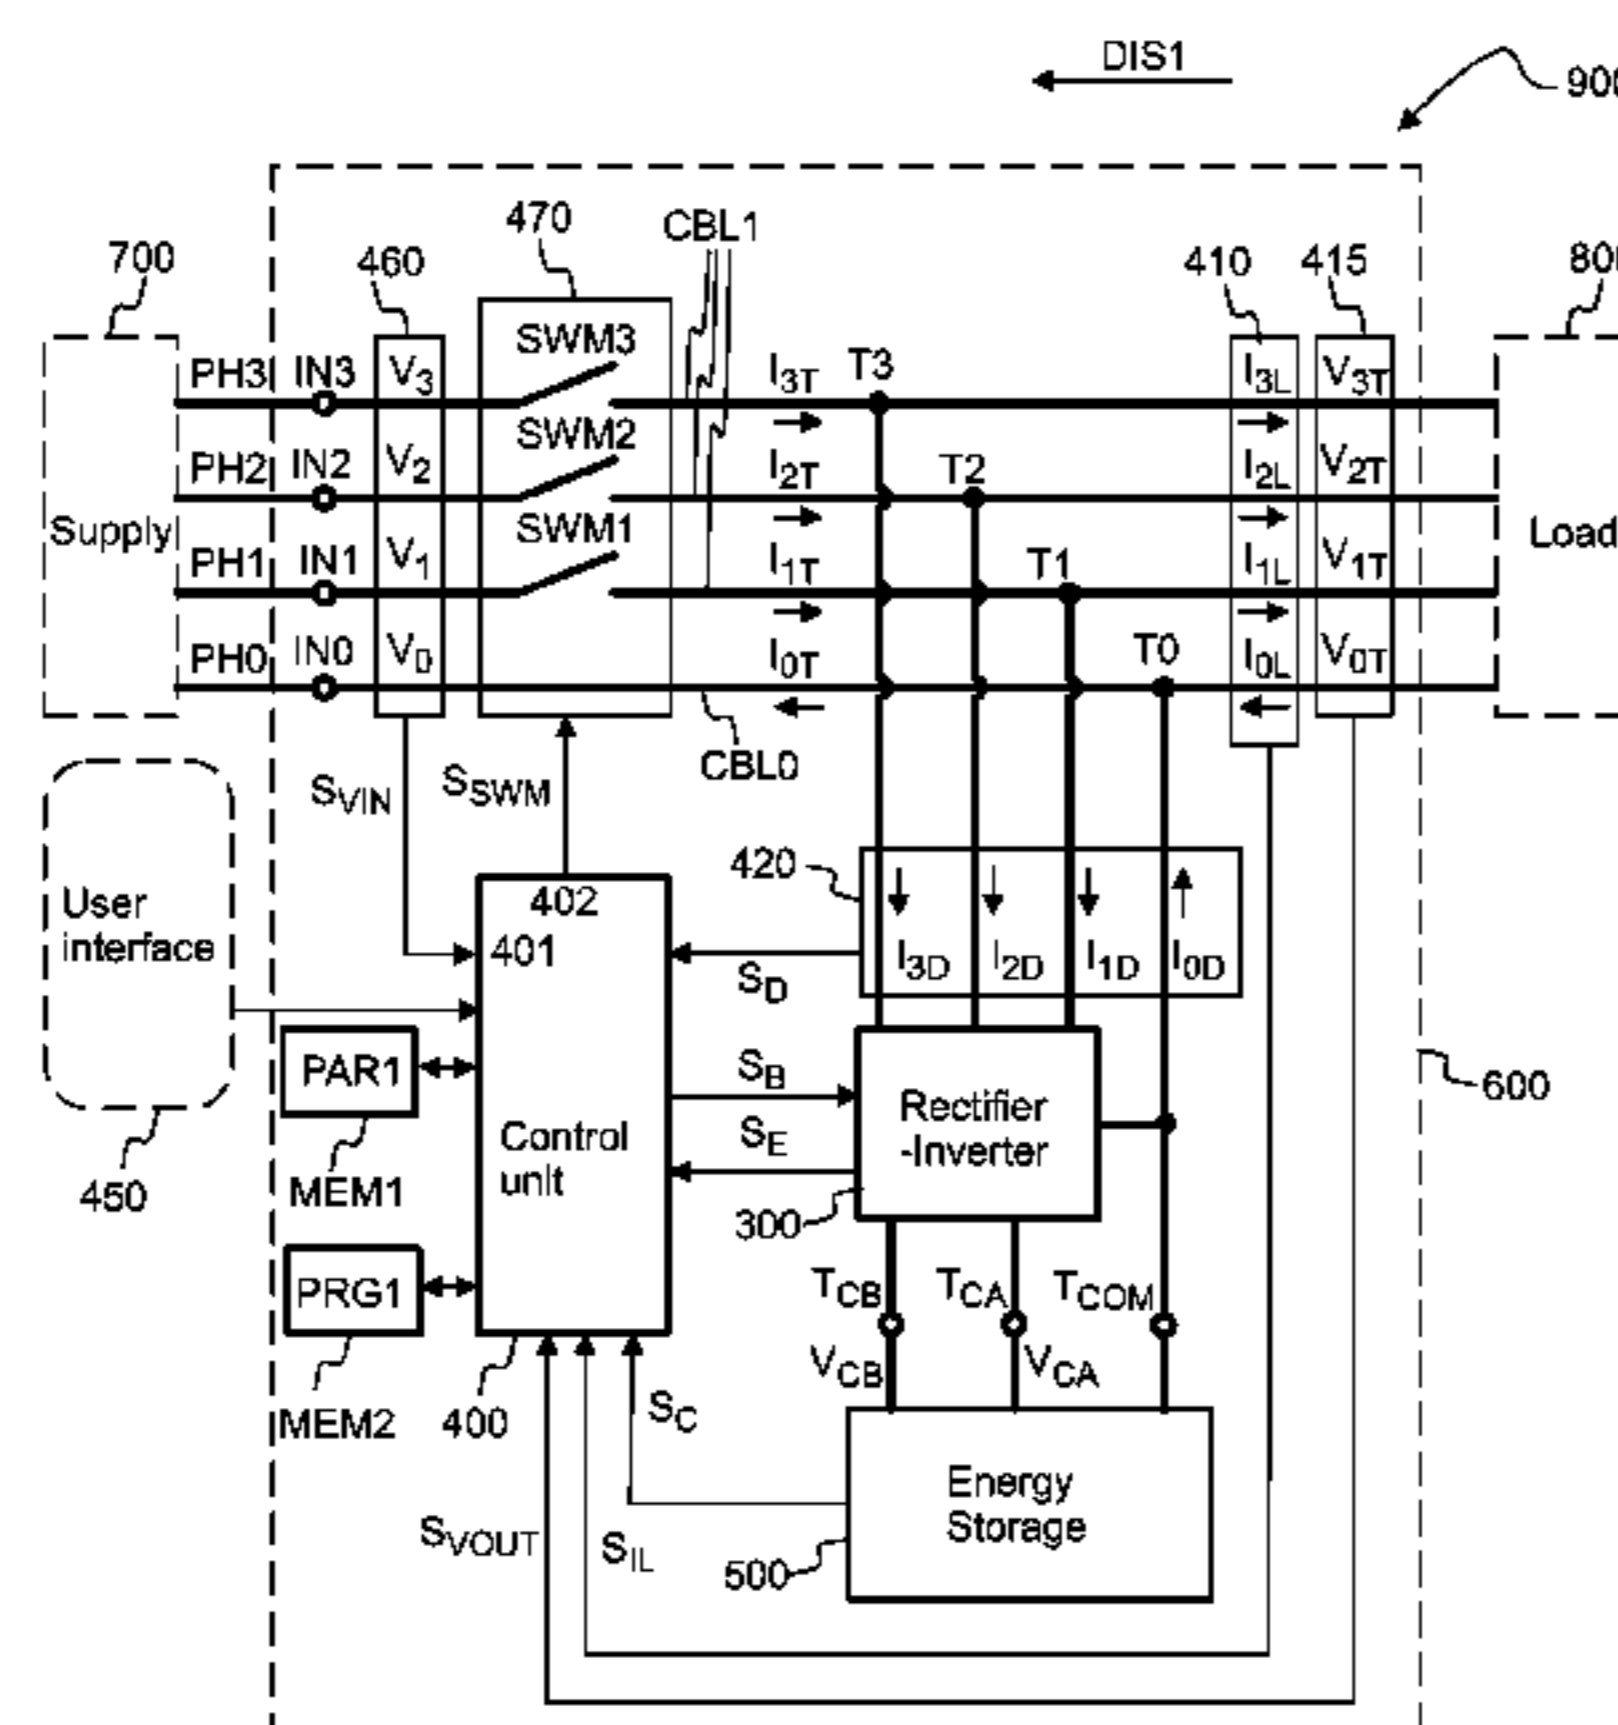 DIS1
900
470
CBL1
700
460
410
415
800
SWM3
PH3
IN3
V3
I3T
T3
I3L
V3T
SWM2
PH2
IN2
V2
I2T
T2
I2L
V2T
Supply
SWM1
Load
PH1
IN1
V1
I1T
T1
I1L
V1T
PH0
IN0
V0
I0T
T0
I0L
V0T
CBL0
SVIN
SSWM
420
402
User
interface
401
SD
I3D
I2D
I1D
I0D
PAR1
SB
Rectifier
-Inverter
600
SE
Control
unit
450
MEM1
300
PRG1
TCB
TCA
TCOM
VCB
VCA
MEM2
400
SC
Energy
Storage
SVOUT
SIL
500